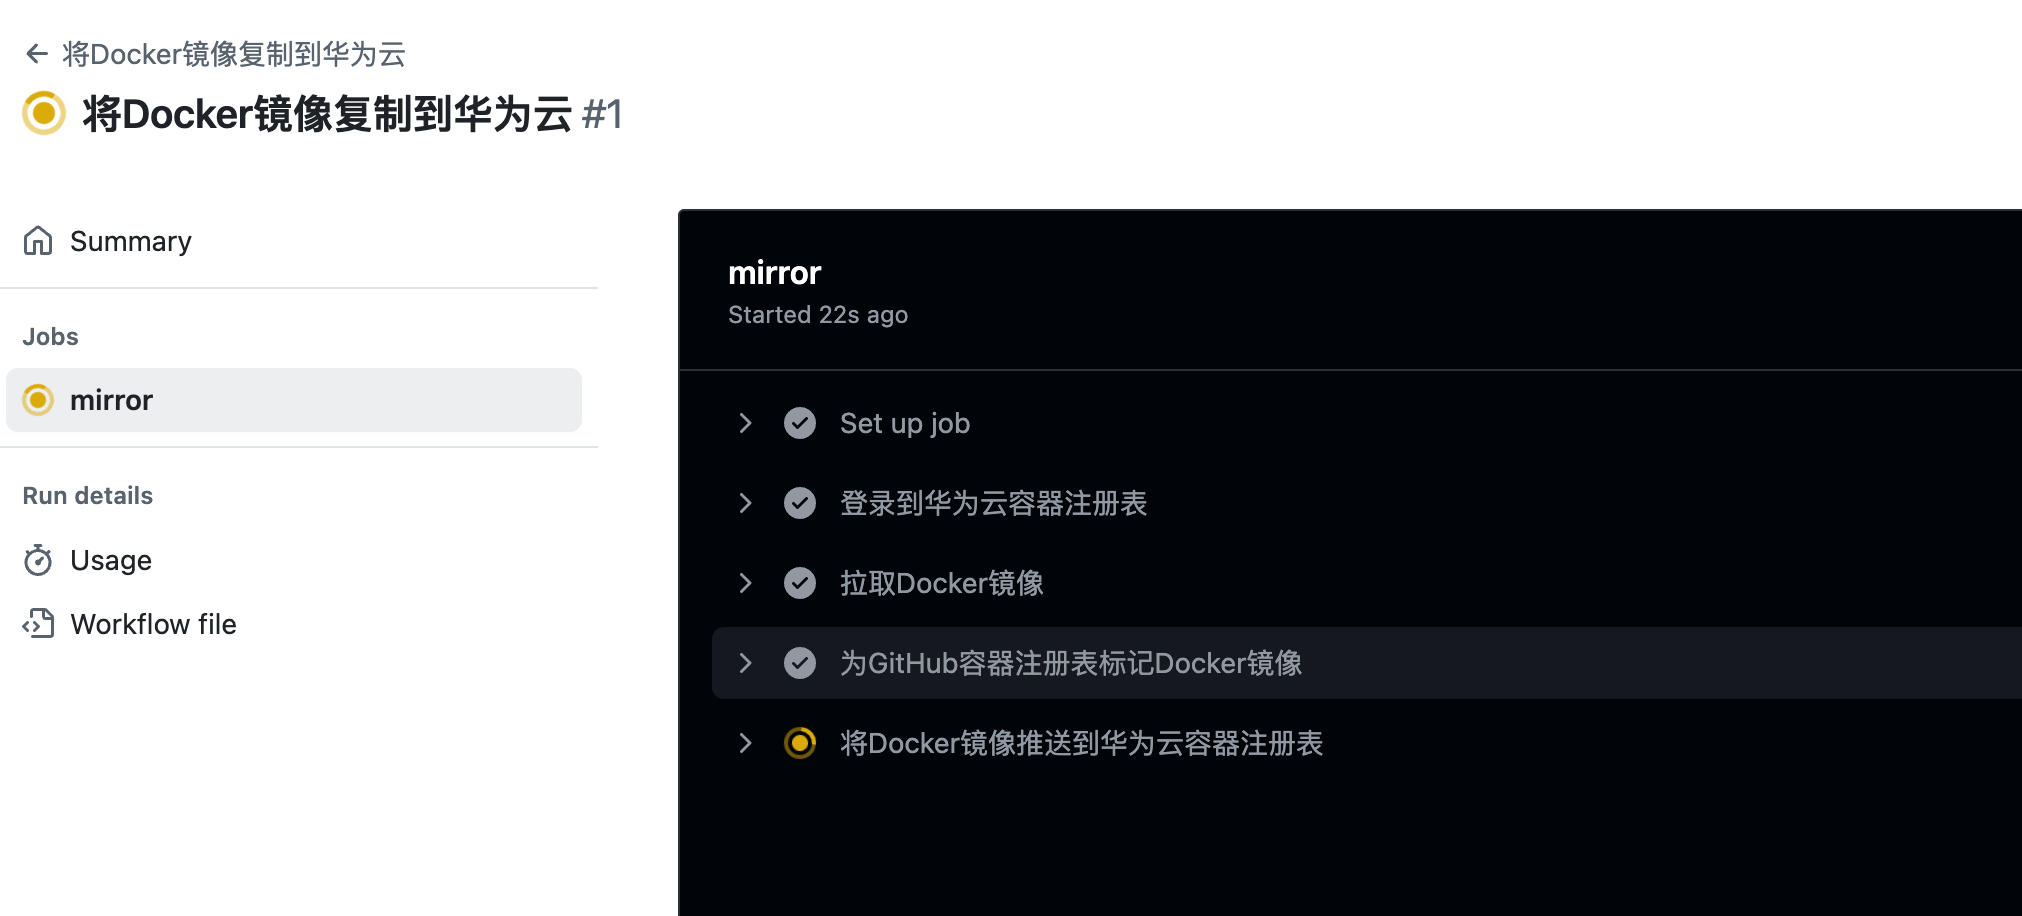 将Docker镜像复制到华为云
将Docker镜像复制到华为云 #1
Summary
Jobs
mirror
Run details
Usage
Workflow file
mirror
Started 22s ago
Set up job
登录到华为云容器注册表
拉取Docker镜像
为GitHub容器注册表标记Docker镜像
将Docker镜像推送到华为云容器注册表